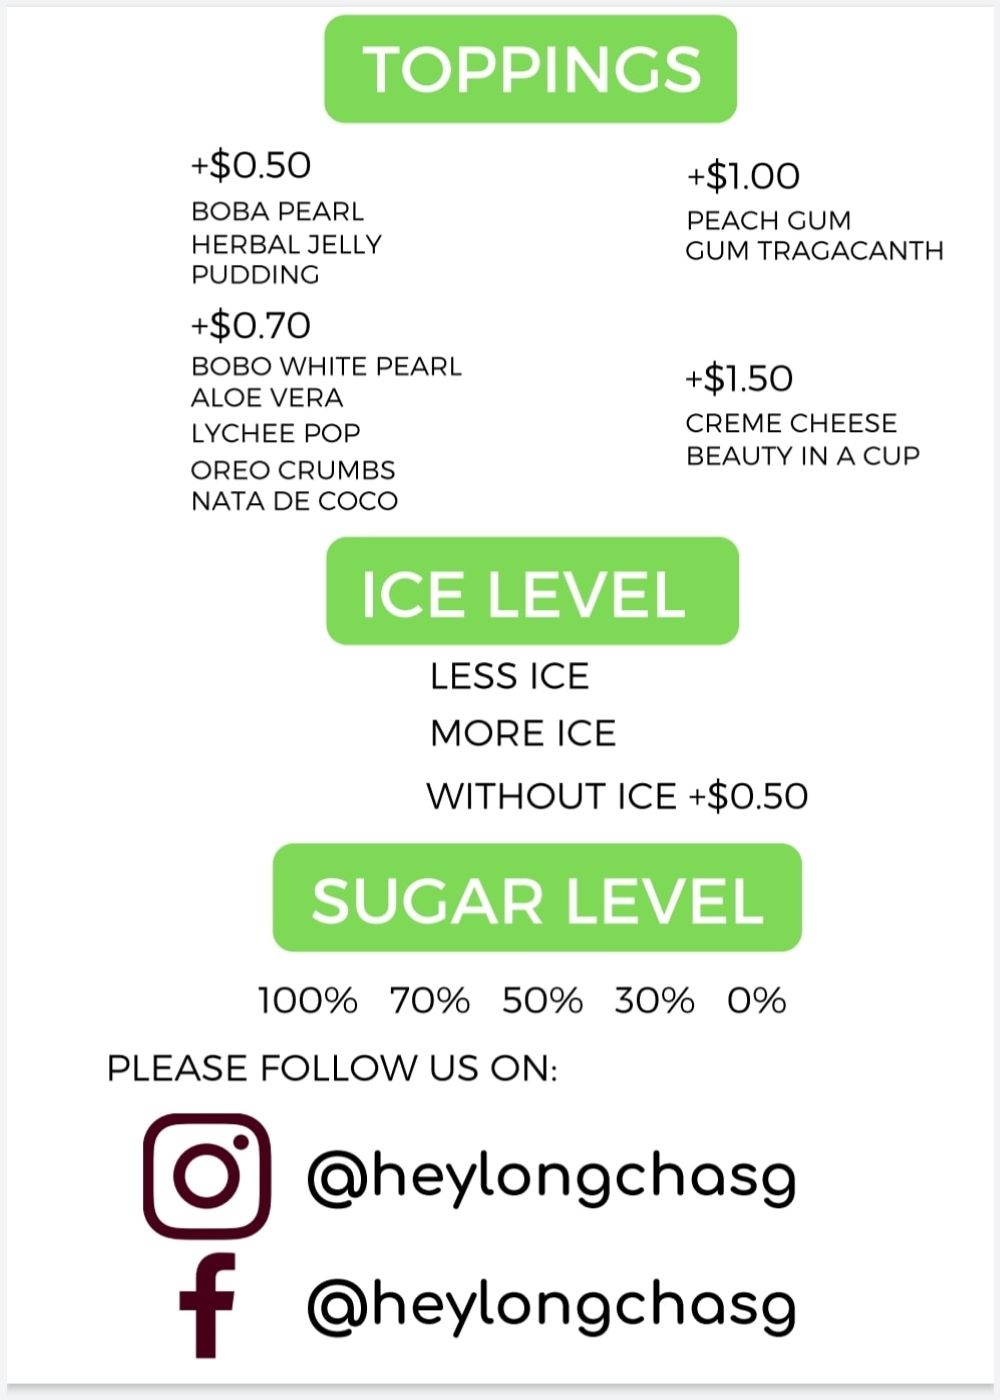 TOPPINGS
+$0.50
BOBA PEARL
HERBAL JELLY
PUDDING
+$0.70
BOBO WHITE PEARL
ALOE VERA
LYCHEE POP
OREO CRUMBS
NATA DE COCO
+$1.00
PEACH GUM
GUM TRAGACANTH
+$1.50
CREME CHEESE
BEAUTY IN A CUP
ICE LEVEL
LESS ICE
MORE ICE
WITHOUT ICE +$0.50
SUGAR LEVEL
100% 70% 50% 30% 0%
PLEASE FOLLOW US ON:
@heylongchasg
@heylongchasg